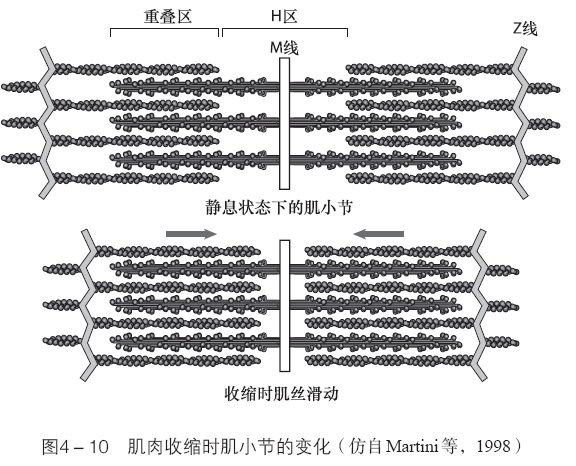 重叠区 H区
M线
Z线
静息状态下的肌小节
收缩时肌丝滑动
图4-10 肌肉收缩时肌小节的变化（仿自Martini等，1998）